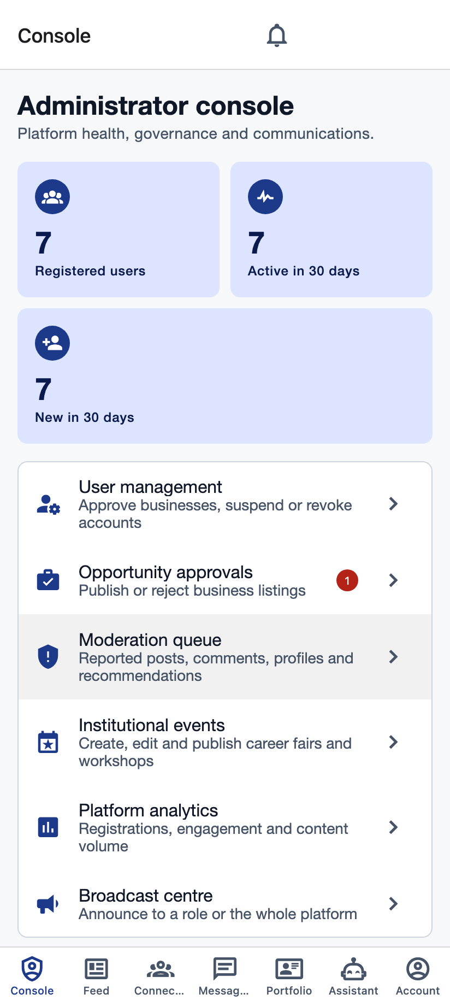 Console
Administrator console
Platform health, governance and communications.
7
Registered users
7
Active in 30 days
7
New in 30 days
User management
Approve businesses, suspend or revoke
accounts
Opportunity approvals
Publish or reject business listings
1
Moderation queue
Reported posts, comments, profiles and
recommendations
Institutional events
Create, edit and publish career fairs and
workshops
Platform analytics
Registrations, engagement and content
volume
Broadcast centre
Announce to a role or the whole platform
Console
Feed
Connec...
Messag...
Portfolio
Assistant
Account